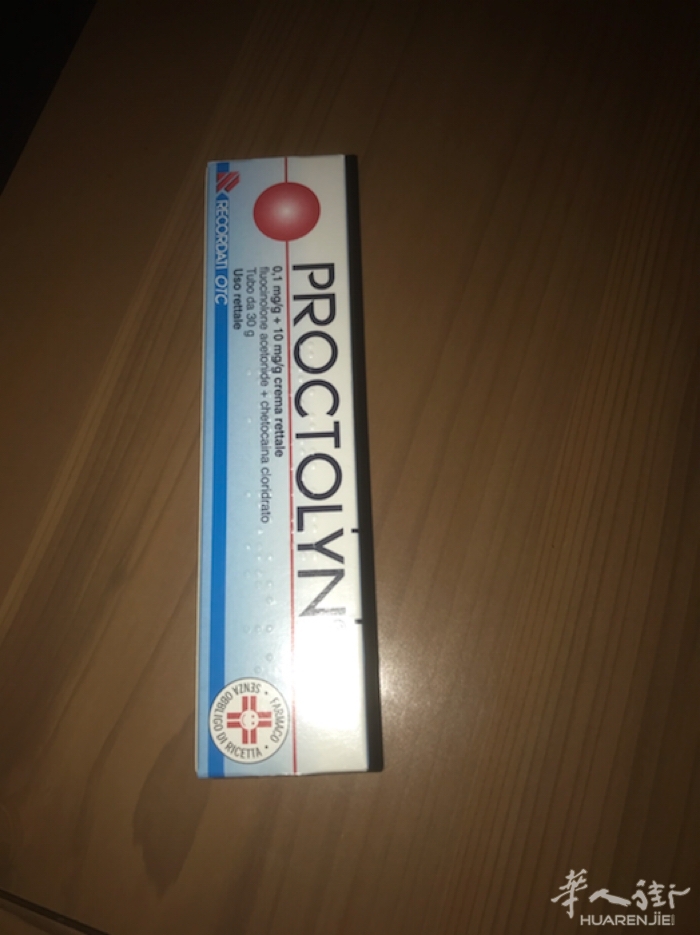 PROCTOLYN®
0,1 mg/g + 10 mg/g crema rettale
fluocinolone acetonide + chetocaina cloridrato
Tubo da 30 g
Uso rettale
RECORDATI OTC
FARMACO • SENZA OBBLIGO DI RICETTA •
华人街
HUARENJIE